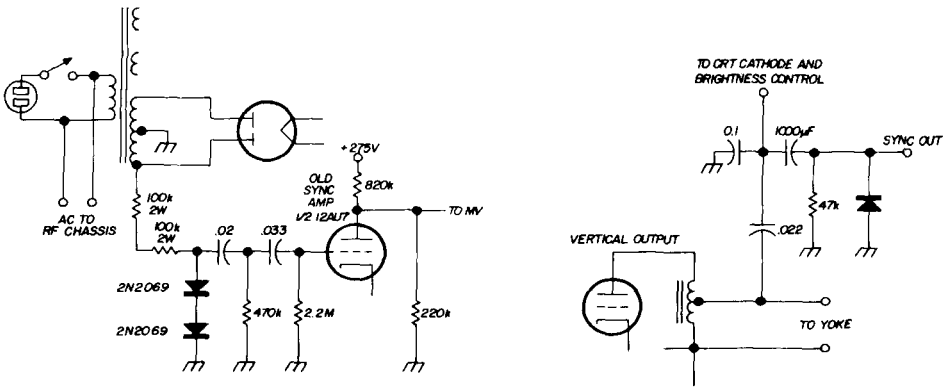 TO CRT CATHODE AND
BRIGHTNESS CONTROL
0.1
1000μF
SYNC OUT
47k
.022
VERTICAL OUTPUT
TO YOKE
+275V
820k
OLD
SYNC
AMP
1/2 12AU7
TO MV
100k
2W
100k
2W
.02
.033
AC TO
RF CHASSIS
2N2069
2N2069
470k
2.2M
220k